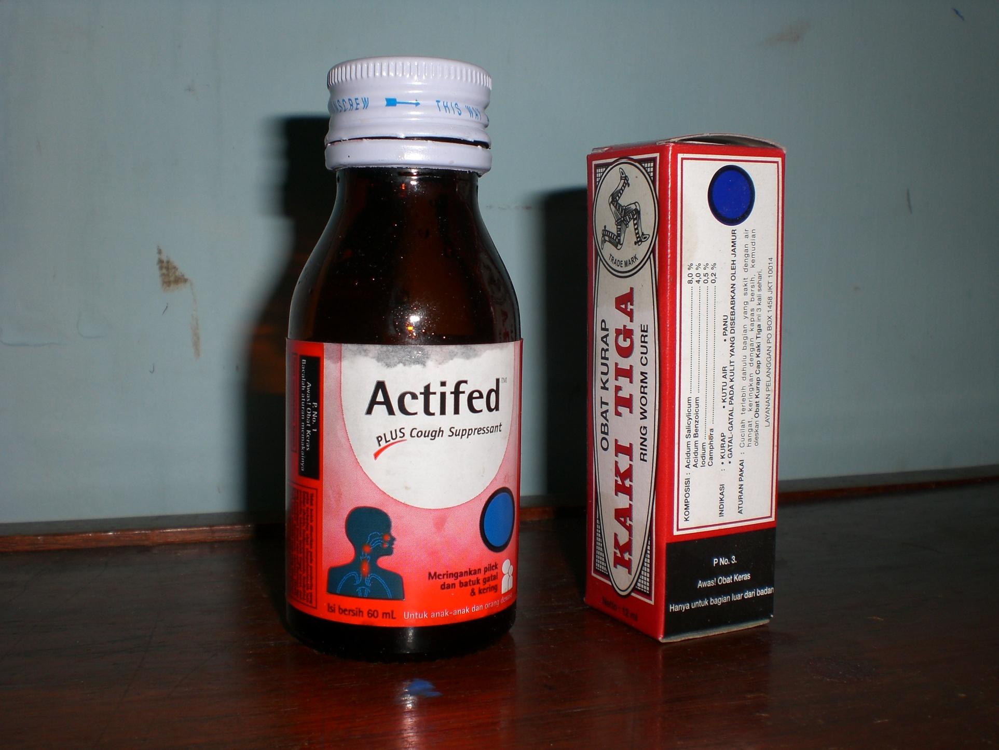 THIS WAY
P. No. 1
Awas! Obat Keras
Bacalah aturan memakainya
Actifed™
PLUS Cough Suppressant
Meringankan pilek
dan batuk gatal
& kering
Isi bersih 60 mL
Untuk anak-anak dan orang dewasa
TRADE MARK
OBAT KURAP
KAKI TIGA
RING WORM CURE
Netto : 12 ml
KOMPOSISI : Acidum Salicylicum 8,0 %
Acidum Benzoicum 4,0 %
Iodium 0,5 %
Camphora 0,2 %
INDIKASI : • KURAP • KUTU AIR • PANU
• GATAL-GATAL PADA KULIT YANG DISEBABKAN OLEH JAMUR
ATURAN PAKAI : Cucilah terlebih dahulu bagian yang sakit dengan air
hangat, keringkan dengan kapas bersih, kemudian
oleskan Obat Kurap Cap Kaki Tiga ini 3 kali sehari.
LAYANAN PELANGGAN PO BOX 1458 JKT 10014
P No. 3.
Awas! Obat Keras
Hanya untuk bagian luar dari badan